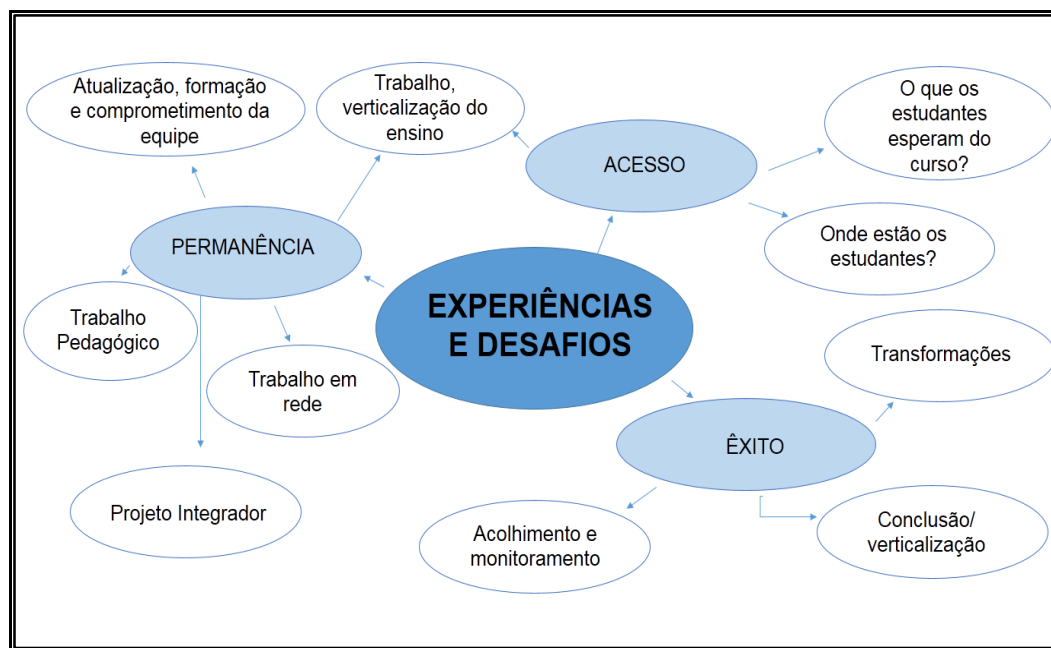 Atualização, formação
e comprometimento da
equipe
Trabalho,
verticalização do
ensino
O que os
estudantes
esperam do
curso?
ACESSO
PERMANÊNCIA
Onde estão os
estudantes?
EXPERIÊNCIAS
E DESAFIOS
Trabalho
Pedagógico
Trabalho em
rede
Transformações
ÊXITO
Projeto Integrador
Acolhimento e
monitoramento
Conclusão/
verticalização